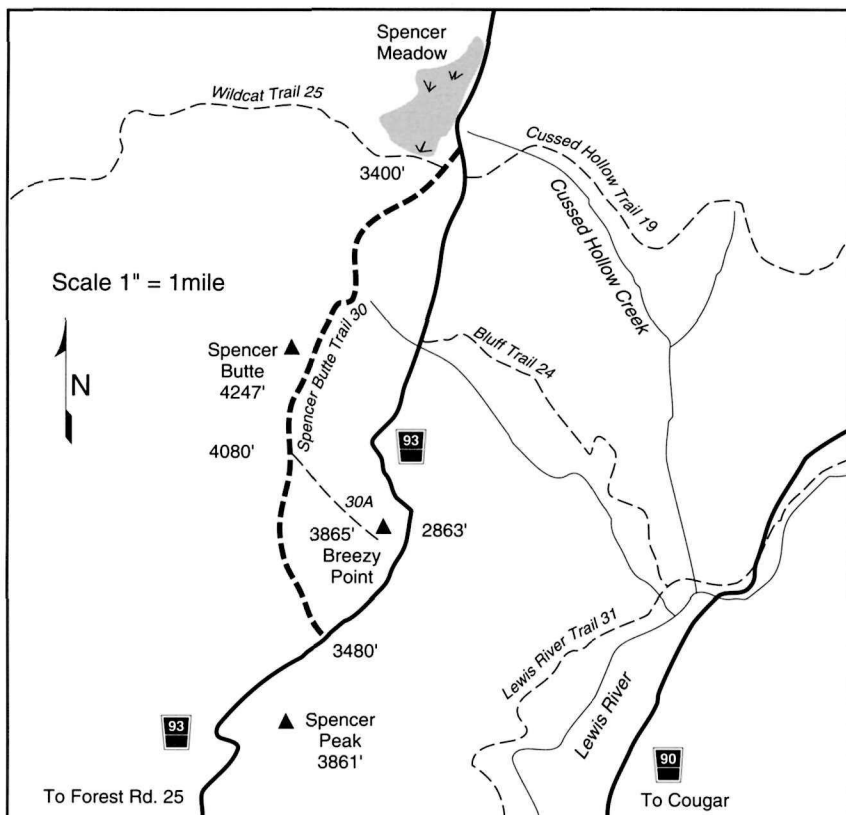 Spencer
Meadow
Wildcat Trail 25
Cussed Hollow Trail 19
3400'
Cussed Hollow Creek
Scale 1" = 1mile
Spencer Butte Trail 30
Bluff Trail 24
Spencer
Butte
4247'
N
4080'
93
30A
3865'
Breezy
Point
2863'
3480'
Lewis River Trail 31
Lewis River
93
Spencer
Peak
3861'
90
To Forest Rd. 25
To Cougar